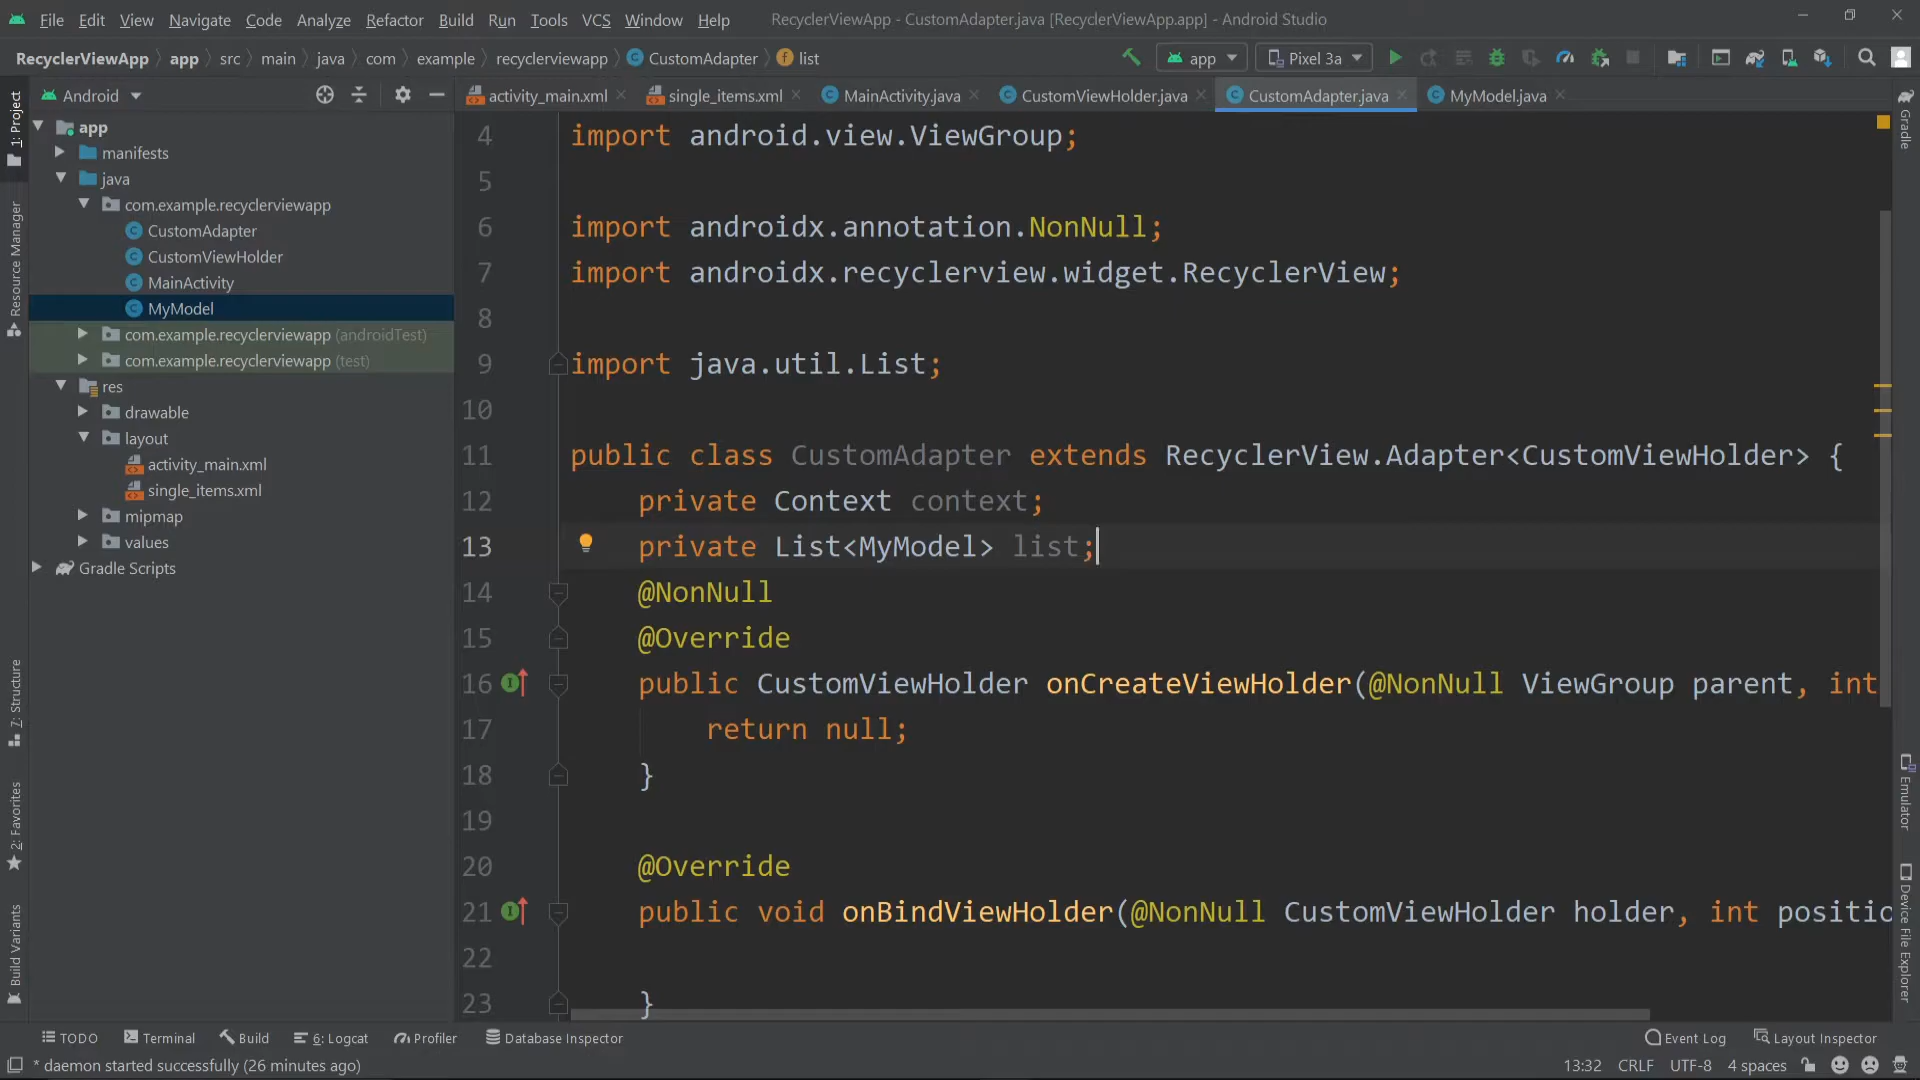 File Edit View Navigate Code Analyze Refactor Build Run Tools VCS Window Help RecyclerViewApp - CustomAdapter.java [RecyclerViewApp.app] - Android Studio
RecyclerViewApp app src main java com example recyclerviewapp CustomAdapter list app Pixel 3a
Android activity_main.xml single_items.xml MainActivity.java CustomViewHolder.java CustomAdapter.java MyModel.java
1: Project
Resource Manager
7: Structure
2: Favorites
Build Variants
app
manifests
java
com.example.recyclerviewapp
CustomAdapter
CustomViewHolder
MainActivity
MyModel
com.example.recyclerviewapp (androidTest)
com.example.recyclerviewapp (test)
res
drawable
layout
activity_main.xml
single_items.xml
mipmap
values
Gradle Scripts
4 import android.view.ViewGroup;
5
6 import androidx.annotation.NonNull;
7 import androidx.recyclerview.widget.RecyclerView;
8
9 import java.util.List;
10
11 public class CustomAdapter extends RecyclerView.Adapter<CustomViewHolder> {
12 private Context context;
13 private List<MyModel> list;
14 @NonNull
15 @Override
16 public CustomViewHolder onCreateViewHolder(@NonNull ViewGroup parent, int
17 return null;
18 }
19
20 @Override
21 public void onBindViewHolder(@NonNull CustomViewHolder holder, int positio
22
23 }
Gradle
Emulator
Device File Explorer
TODO Terminal Build 6: Logcat Profiler Database Inspector Event Log Layout Inspector
* daemon started successfully (26 minutes ago) 13:32 CRLF UTF-8 4 spaces